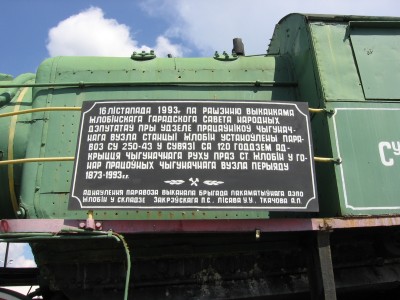 16 ЛІСТАПАДА 1993г. ПА РАШЭННЮ ВЫКАНКАМА
ЖЛОБІНСКАГА ГАРАДСКОГА САВЕТА НАРОДНЫХ
ДЭПУТАТАЎ ПРЫ УДЗЕЛЕ ПРАЦАЎНІКОЎ ЧЫГУНАЧ-
НАГА ВУЗЛА СТАНЦЫІ ЖЛОБІН УСТАНОЎЛЕНЫ ПАРА-
ВОЗ СУ 250-43 У СУВЯЗІ СА 120 ГОДДЗЕМ АД-
КРЫЦЦЯ ЧЫГУНАЧНАГА РУХУ ПРАЗ СТ. ЖЛОБІН У ГО-
НАР ПРАЦОЎНЫХ ЧЫГУНАЧНАГА ВУЗЛА ПЕРЫЯДУ
1873-1993г.г.
АДНАЎЛЕННЯ ПАРАВОЗА ВЫКАНАЛА БРЫГАДА ЛАКАМАТЫЎНАГА ДЭПО
ЖЛОБІН У СКЛАДЗЕ ЗАКРЭЎСКАГА П.С., ЛІСАВА У.У., ТКАЧОВА А.П.
Су